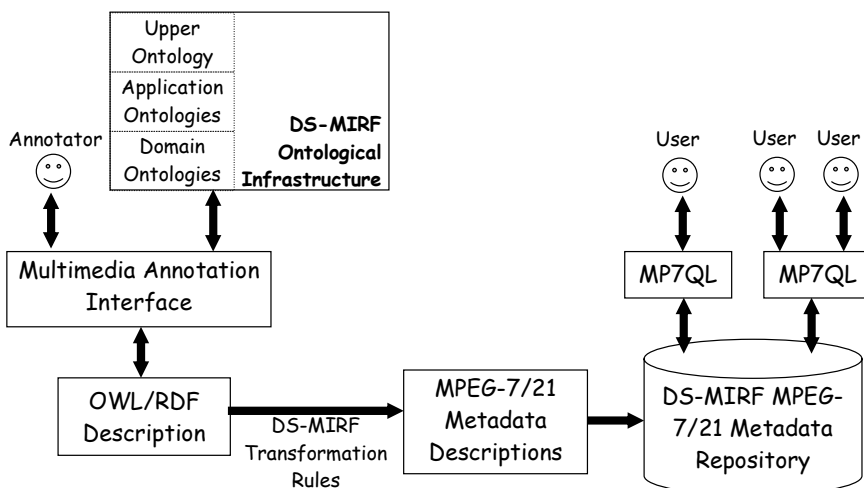 Upper
Ontology
Application
Ontologies
Domain
Ontologies
DS-MIRF
Ontological
Infrastructure
Annotator
User
User
User
Multimedia Annotation
Interface
MP7QL
MP7QL
OWL/RDF
Description
DS-MIRF
Transformation
Rules
MPEG-7/21
Metadata
Descriptions
DS-MIRF MPEG-
7/21 Metadata
Repository